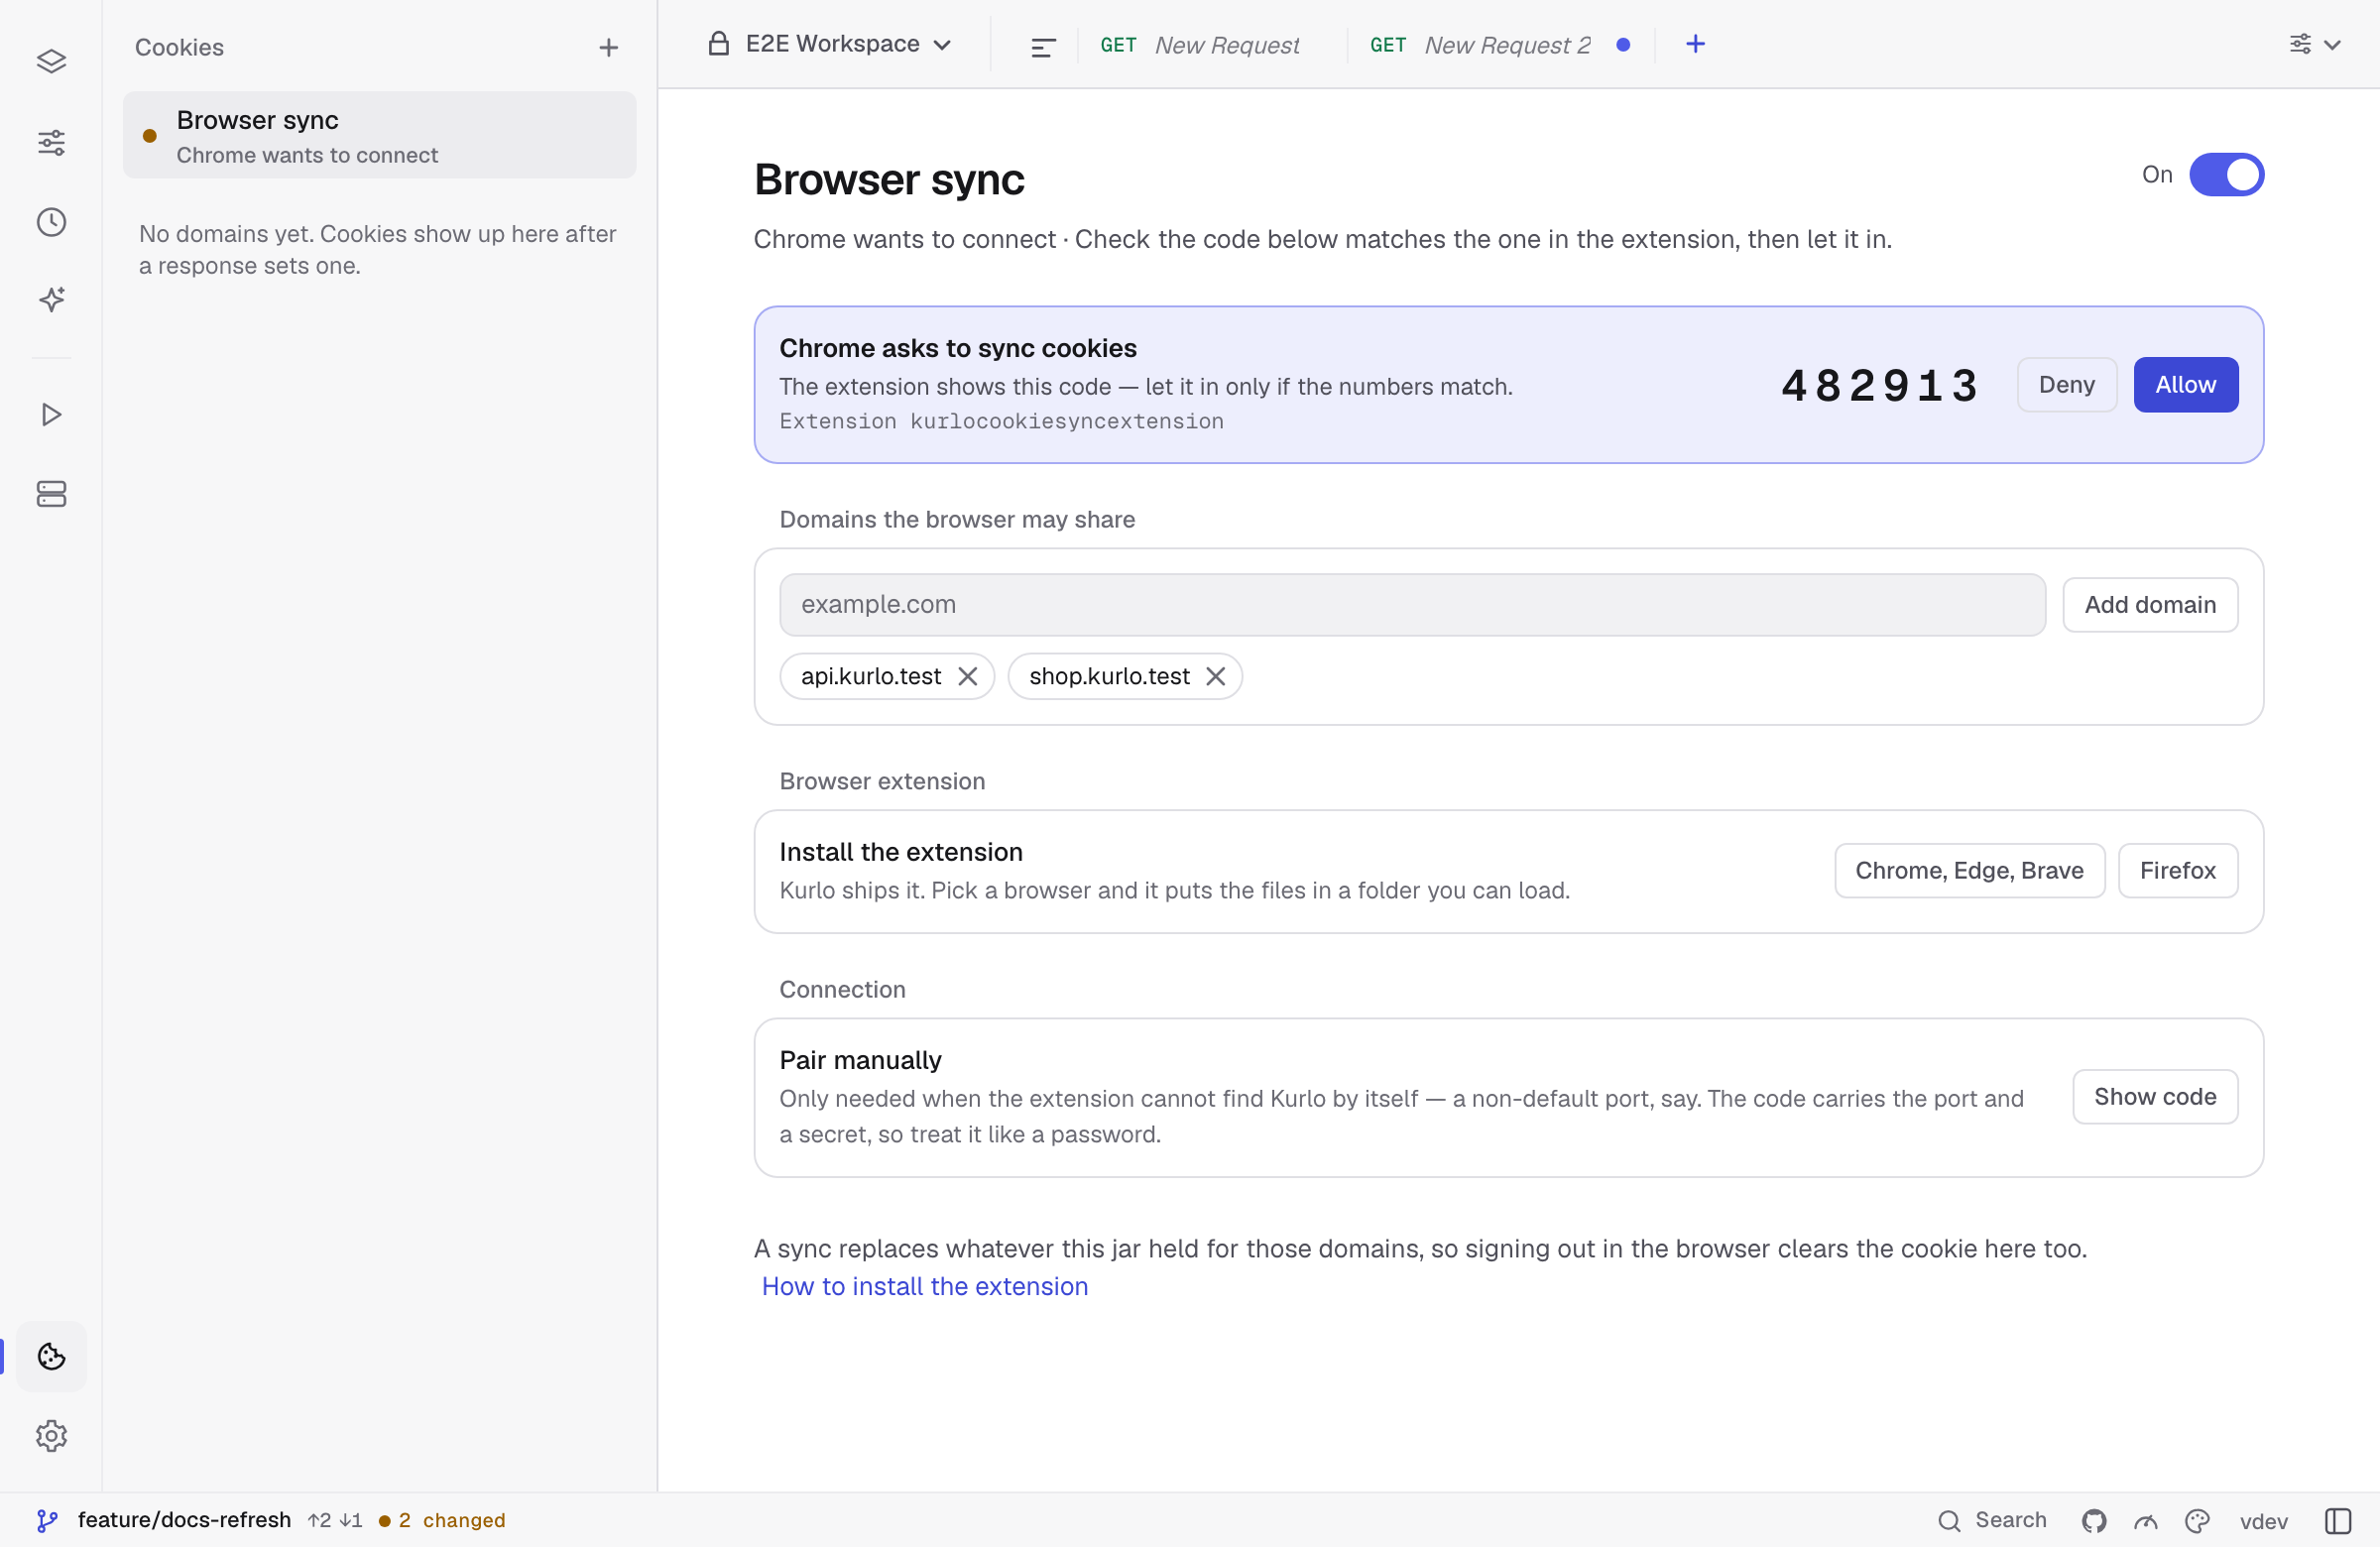 Cookies
Browser sync
Chrome wants to connect
No domains yet. Cookies show up here after
a response sets one.
E2E Workspace
GET New Request
GET New Request 2
Browser sync
On
Chrome wants to connect · Check the code below matches the one in the extension, then let it in.
Chrome asks to sync cookies
The extension shows this code — let it in only if the numbers match.
Extension kurlocookiesyncextension
482913
Deny
Allow
Domains the browser may share
example.com
Add domain
api.kurlo.test
shop.kurlo.test
Browser extension
Install the extension
Kurlo ships it. Pick a browser and it puts the files in a folder you can load.
Chrome, Edge, Brave
Firefox
Connection
Pair manually
Only needed when the extension cannot find Kurlo by itself — a non-default port, say. The code carries the port and
a secret, so treat it like a password.
Show code
A sync replaces whatever this jar held for those domains, so signing out in the browser clears the cookie here too.
How to install the extension
feature/docs-refresh ↑2 ↓1 2 changed
Search
vdev